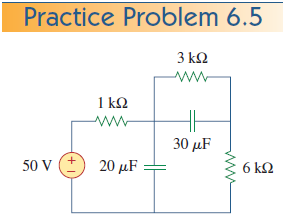 Practice Problem 6.5
3 kΩ
1 kΩ
30 μF
50 V + − 20 μF 6 kΩ